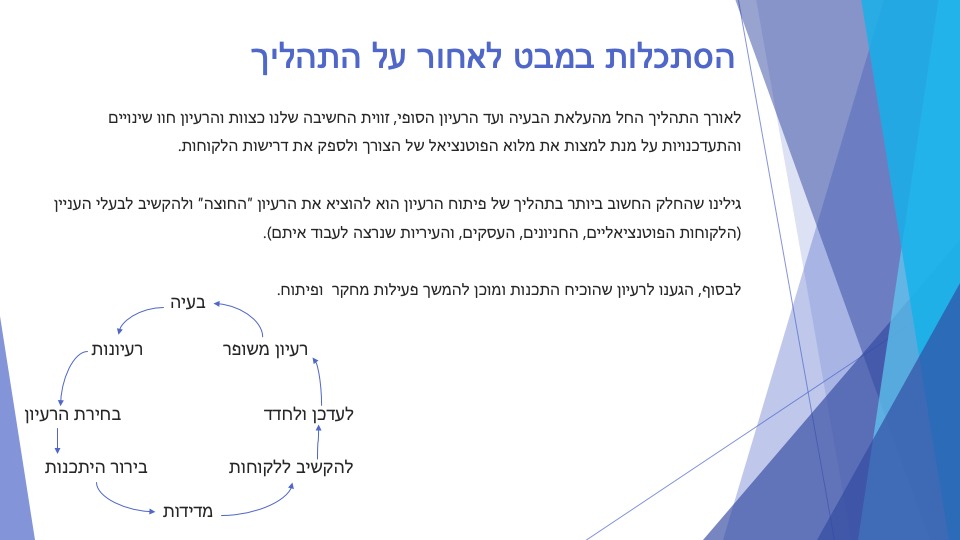 הסתכלות במבט לאחור על התהליך
לאורך התהליך החל מהעלאת הבעיה ועד הרעיון הסופי, זווית החשיבה שלנו כצוות והרעיון חוו שינויים
והתעדכנויות על מנת למצות את מלוא הפוטנציאל של הצורך ולספק את דרישות הלקוחות.
גילינו שהחלק החשוב ביותר בתהליך של פיתוח הרעיון הוא להוציא את הרעיון "החוצה" ולהקשיב לבעלי העניין
(הלקוחות הפוטנציאליים, החניונים, העסקים, והעיריות שנרצה לעבוד איתם).
לבסוף, הגענו לרעיון שהוכיח התכנות ומוכן להמשך פעילות מחקר ופיתוח.
בעיה
רעיונות
בחירת הרעיון
בירור היתכנות
מדידות
להקשיב ללקוחות
לעדכן ולחדד
רעיון משופר